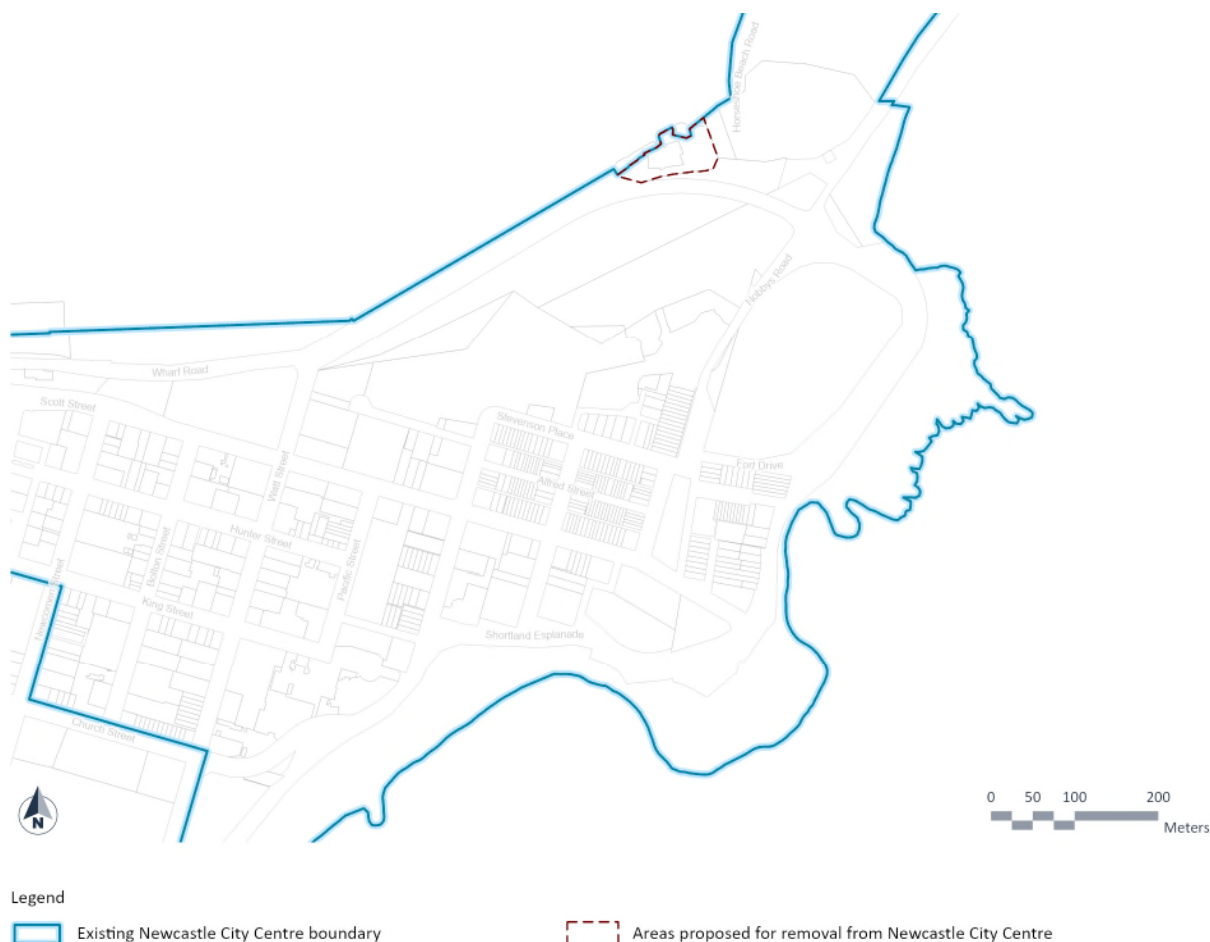 Horseshoe Beach Road
Nobbys Road
Wharf Road
Scott Street
Stevenson Place
Fort Drive
Alfred Street
Watt Street
Hunter Street
Bolton Street
Pacific Street
Newcomen Street
King Street
Shortland Esplanade
Church Street
N
0 50 100 200
Meters
Legend
Existing Newcastle City Centre boundary
Areas proposed for removal from Newcastle City Centre